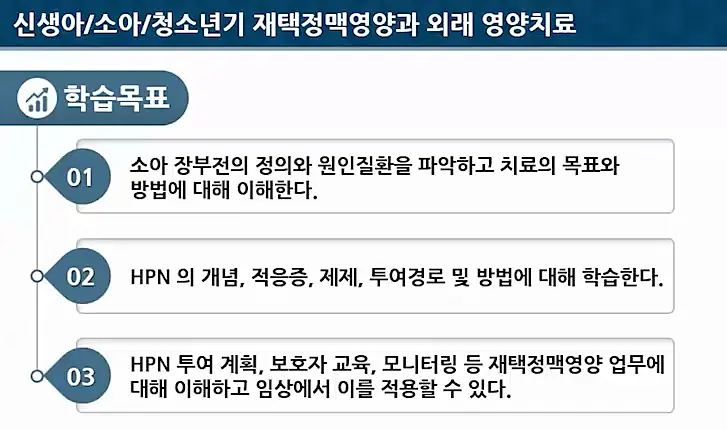 신생아/소아/청소년기 재택정맥영양과 외래 영양치료
학습목표
01
소아 장부전의 정의와 원인질환을 파악하고 치료의 목표와
방법에 대해 이해한다.
02
HPN 의 개념, 적응증, 제제, 투여경로 및 방법에 대해 학습한다.
03
HPN 투여 계획, 보호자 교육, 모니터링 등 재택정맥영양 업무에
대해 이해하고 임상에서 이를 적용할 수 있다.